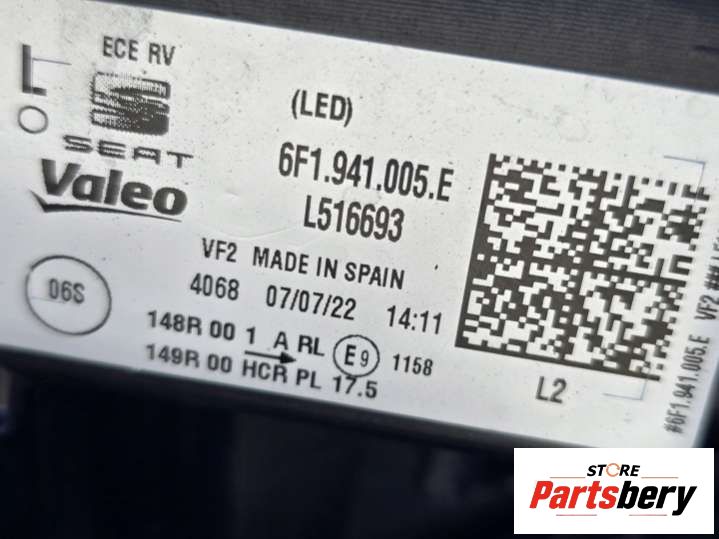 ECE RV
L
O
SEAT
Valeo
(LED)
6F1.941.005.E
L516693
VF2 MADE IN SPAIN
4068 07/07/22 14:11
06S
148R 00 1 A RL
149R 00 HCR PL 17.5
E9 1158
L2
#6F1.941.005.E VF2 ##
STORE
Partsbery